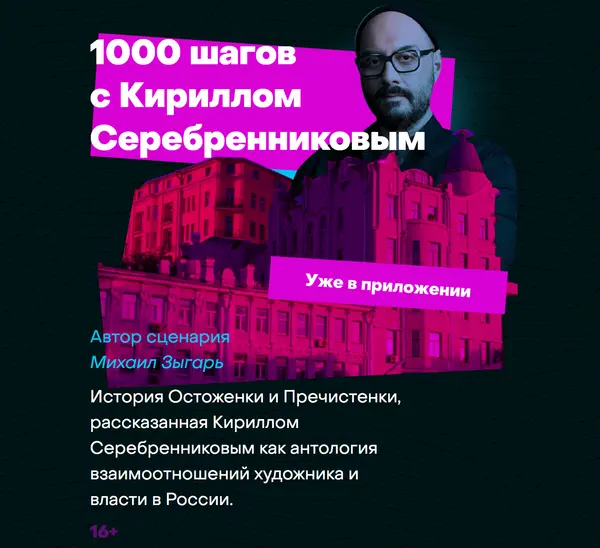 1000 шагов
с Кириллом
Серебренниковым
Уже в приложении
Автор сценария
Михаил Зыгарь
История Остоженки и Пречистенки,
рассказанная Кириллом
Серебренниковым как антология
взаимоотношений художника и
власти в России.
16+